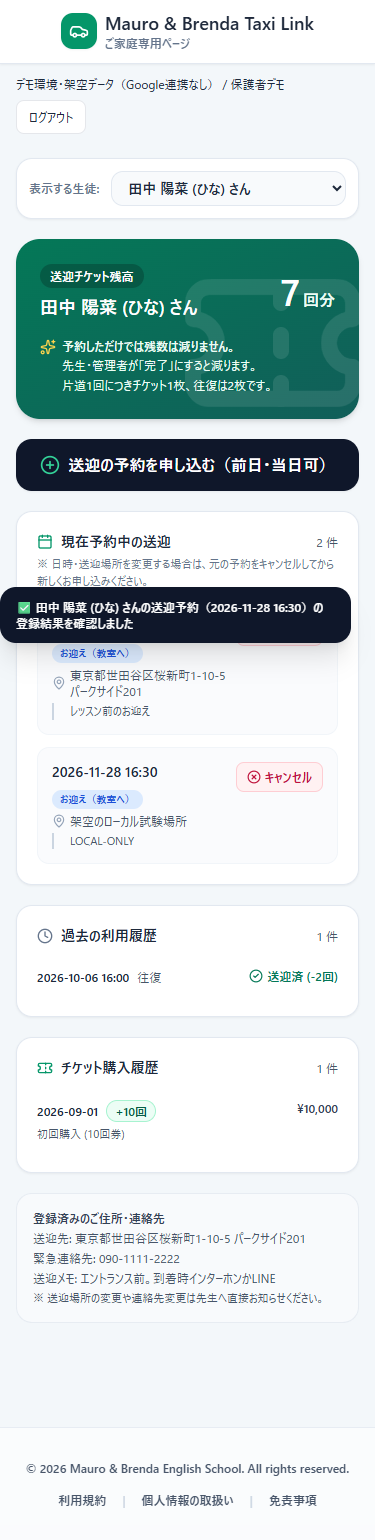 Mauro & Brenda Taxi Link
ご家庭専用ページ
デモ環境・架空データ（Google連携なし） / 保護者デモ
ログアウト
表示する生徒: 田中 陽菜 (ひな) さん
送迎チケット残高
田中 陽菜 (ひな) さん
7 回分
予約しただけでは残数は減りません。
先生・管理者が「完了」にすると減ります。
片道1回につきチケット1枚、往復は2枚です。
送迎の予約を申し込む（前日・当日可）
現在予約中の送迎 2 件
※ 日時・送迎場所を変更する場合は、元の予約をキャンセルしてから
新しくお申し込みください。
✅ 田中 陽菜 (ひな) さんの送迎予約（2026-11-28 16:30）の
登録結果を確認しました
お迎え（教室へ）
東京都世田谷区桜新町1-10-5
パークサイド201
レッスン前のお迎え
2026-11-28 16:30
キャンセル
お迎え（教室へ）
架空のローカル試験場所
LOCAL-ONLY
過去の利用履歴 1 件
2026-10-06 16:00 往復 送迎済 (-2回)
チケット購入履歴 1 件
2026-09-01 +10回 ¥10,000
初回購入 (10回券)
登録済みのご住所・連絡先
送迎先: 東京都世田谷区桜新町1-10-5 パークサイド201
緊急連絡先: 090-1111-2222
送迎メモ: エントランス前。到着時インターホンかLINE
※ 送迎場所の変更や連絡先変更は先生へ直接お知らせください。
© 2026 Mauro & Brenda English School. All rights reserved.
利用規約 | 個人情報の取扱い | 免責事項